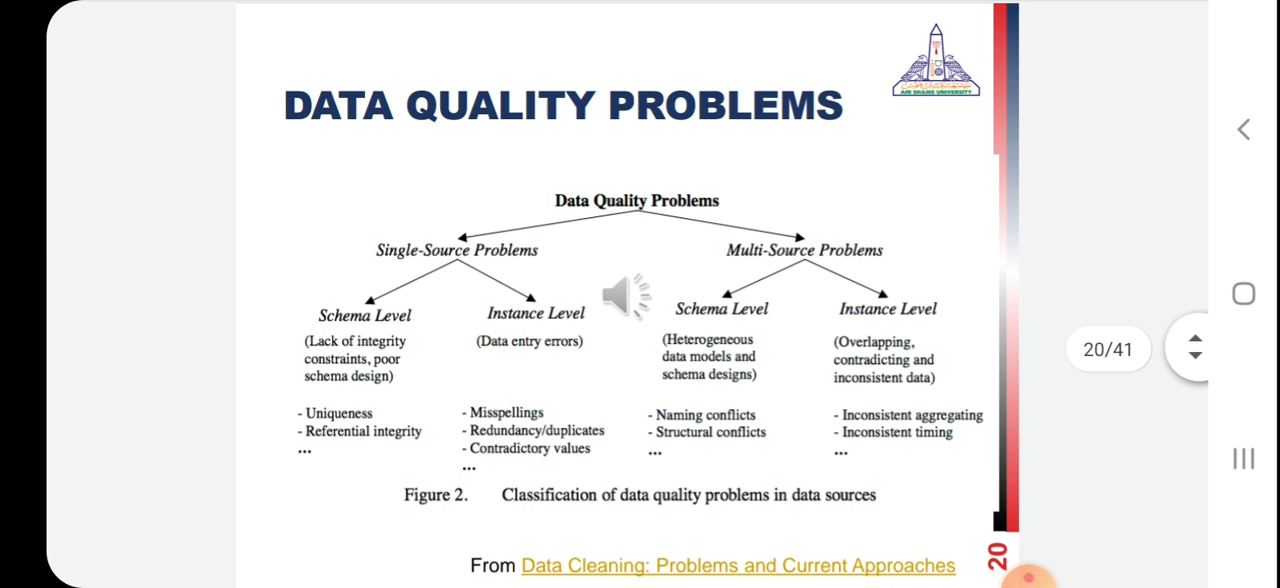 DATA QUALITY PROBLEMS
AIN SHAMS UNIVERSITY
Data Quality Problems
Single-Source Problems
Multi-Source Problems
Schema Level
Instance Level
Schema Level
Instance Level
(Lack of integrity
constraints, poor
schema design)
(Data entry errors)
(Heterogeneous
data models and
schema designs)
(Overlapping,
contradicting and
inconsistent data)
- Uniqueness
- Referential integrity
...
- Misspellings
- Redundancy/duplicates
- Contradictory values
...
- Naming conflicts
- Structural conflicts
...
- Inconsistent aggregating
- Inconsistent timing
...
Figure 2. Classification of data quality problems in data sources
From Data Cleaning: Problems and Current Approaches
20
20/41